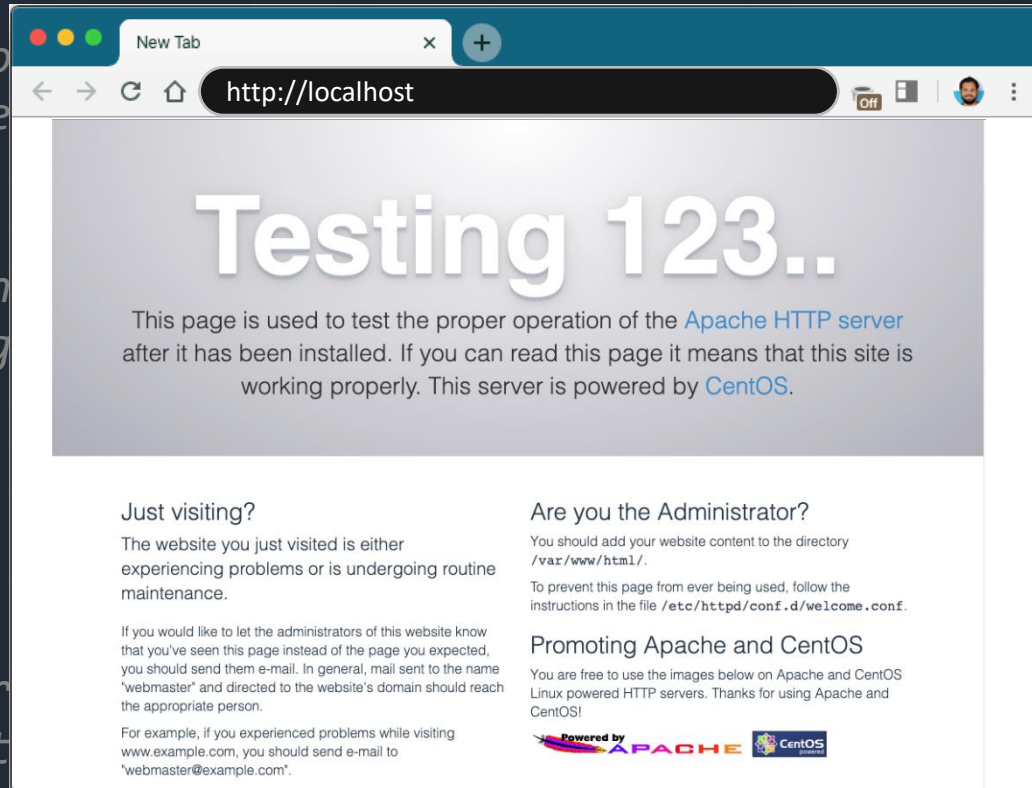 New Tab
http://localhost
Off
Testing 123..
This page is used to test the proper operation of the Apache HTTP server
after it has been installed. If you can read this page it means that this site is
working properly. This server is powered by CentOS.
Just visiting?
The website you just visited is either
experiencing problems or is undergoing routine
maintenance.
If you would like to let the administrators of this website know
that you've seen this page instead of the page you expected,
you should send them e-mail. In general, mail sent to the name
"webmaster" and directed to the website's domain should reach
the appropriate person.
For example, if you experienced problems while visiting
www.example.com, you should send e-mail to
"webmaster@example.com".
Are you the Administrator?
You should add your website content to the directory
/var/www/html/.
To prevent this page from ever being used, follow the
instructions in the file /etc/httpd/conf.d/welcome.conf.
Promoting Apache and CentOS
You are free to use the images below on Apache and CentOS
Linux powered HTTP servers. Thanks for using Apache and
CentOS!
Powered by
APACHE
CentOS
powered